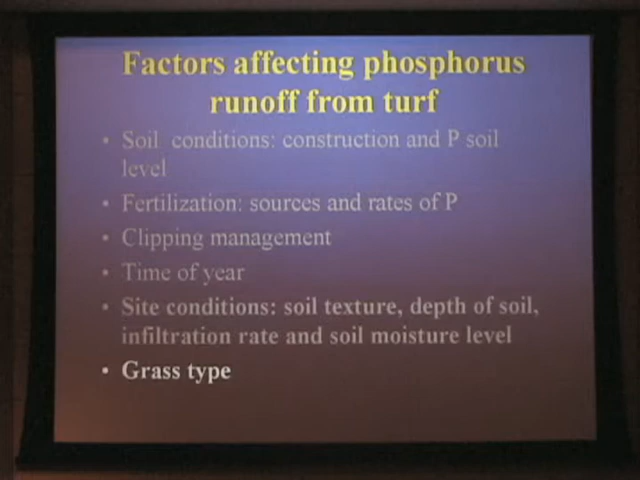 Factors affecting phosphorus
runoff from turf
• Soil conditions: construction and P soil
level
• Fertilization: sources and rates of P
• Clipping management
• Time of year
• Site conditions: soil texture, depth of soil,
infiltration rate and soil moisture level
• Grass type